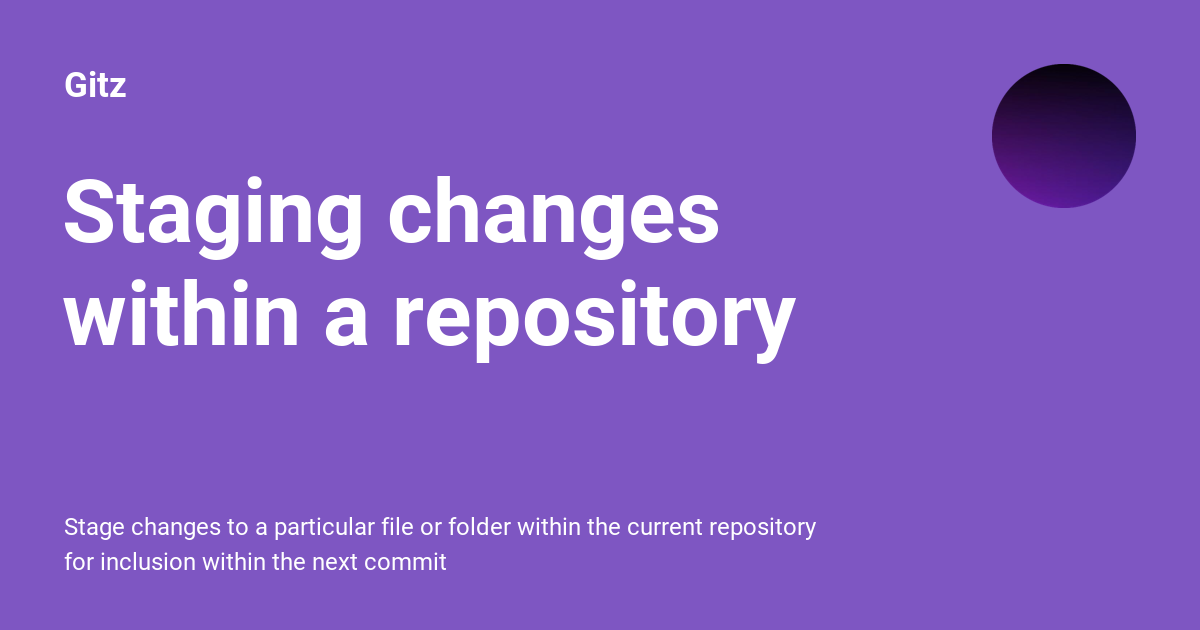 Gitz
Staging changes
within a repository
Stage changes to a particular file or folder within the current repository
for inclusion within the next commit